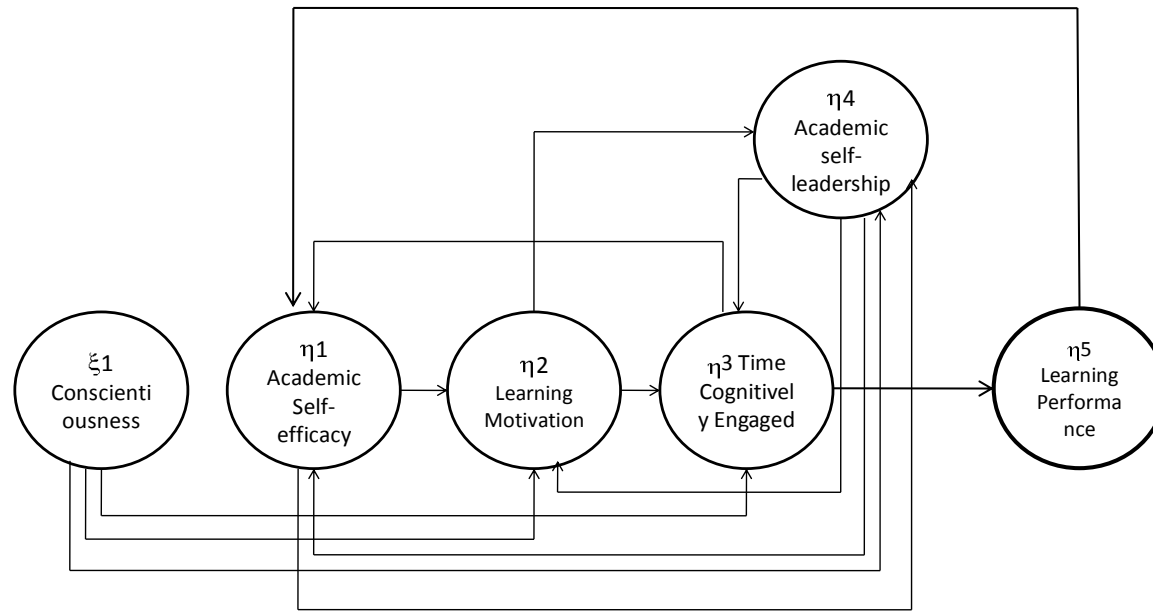 η4
Academic
self-
leadership
ξ1
Conscienti
ousness
η1
Academic
Self-
efficacy
η2
Learning
Motivation
η3 Time
Cognitivel
y Engaged
η5
Learning
Performa
nce